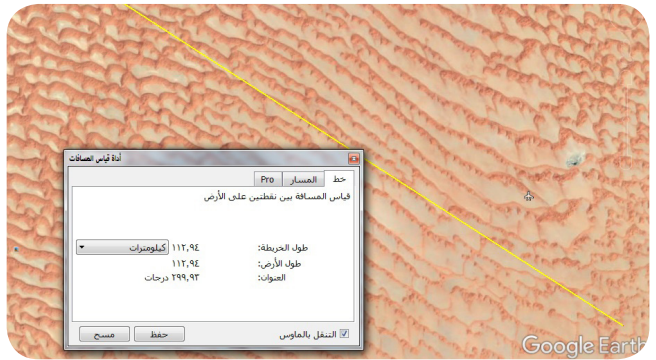 أداة قياس المسافات
خط
المسار
Pro
قياس المسافة بين نقطتين على الأرض
طول الخريطة: ١١٢,٩٤ كيلومترات
طول الأرض: ١١٢,٩٤
العنوان: ٢٩٩,٩٣ درجات
التنقل بالماوس
حفظ
مسح
Google Earth